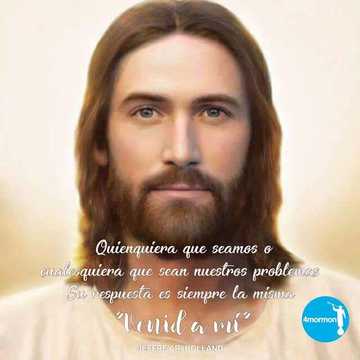 4mormon
Quienquiera que seamos o
cualesquiera que sean nuestros problemas
Su respuesta es siempre la misma
"Venid a mí"
JEFFREY R. HOLLAND